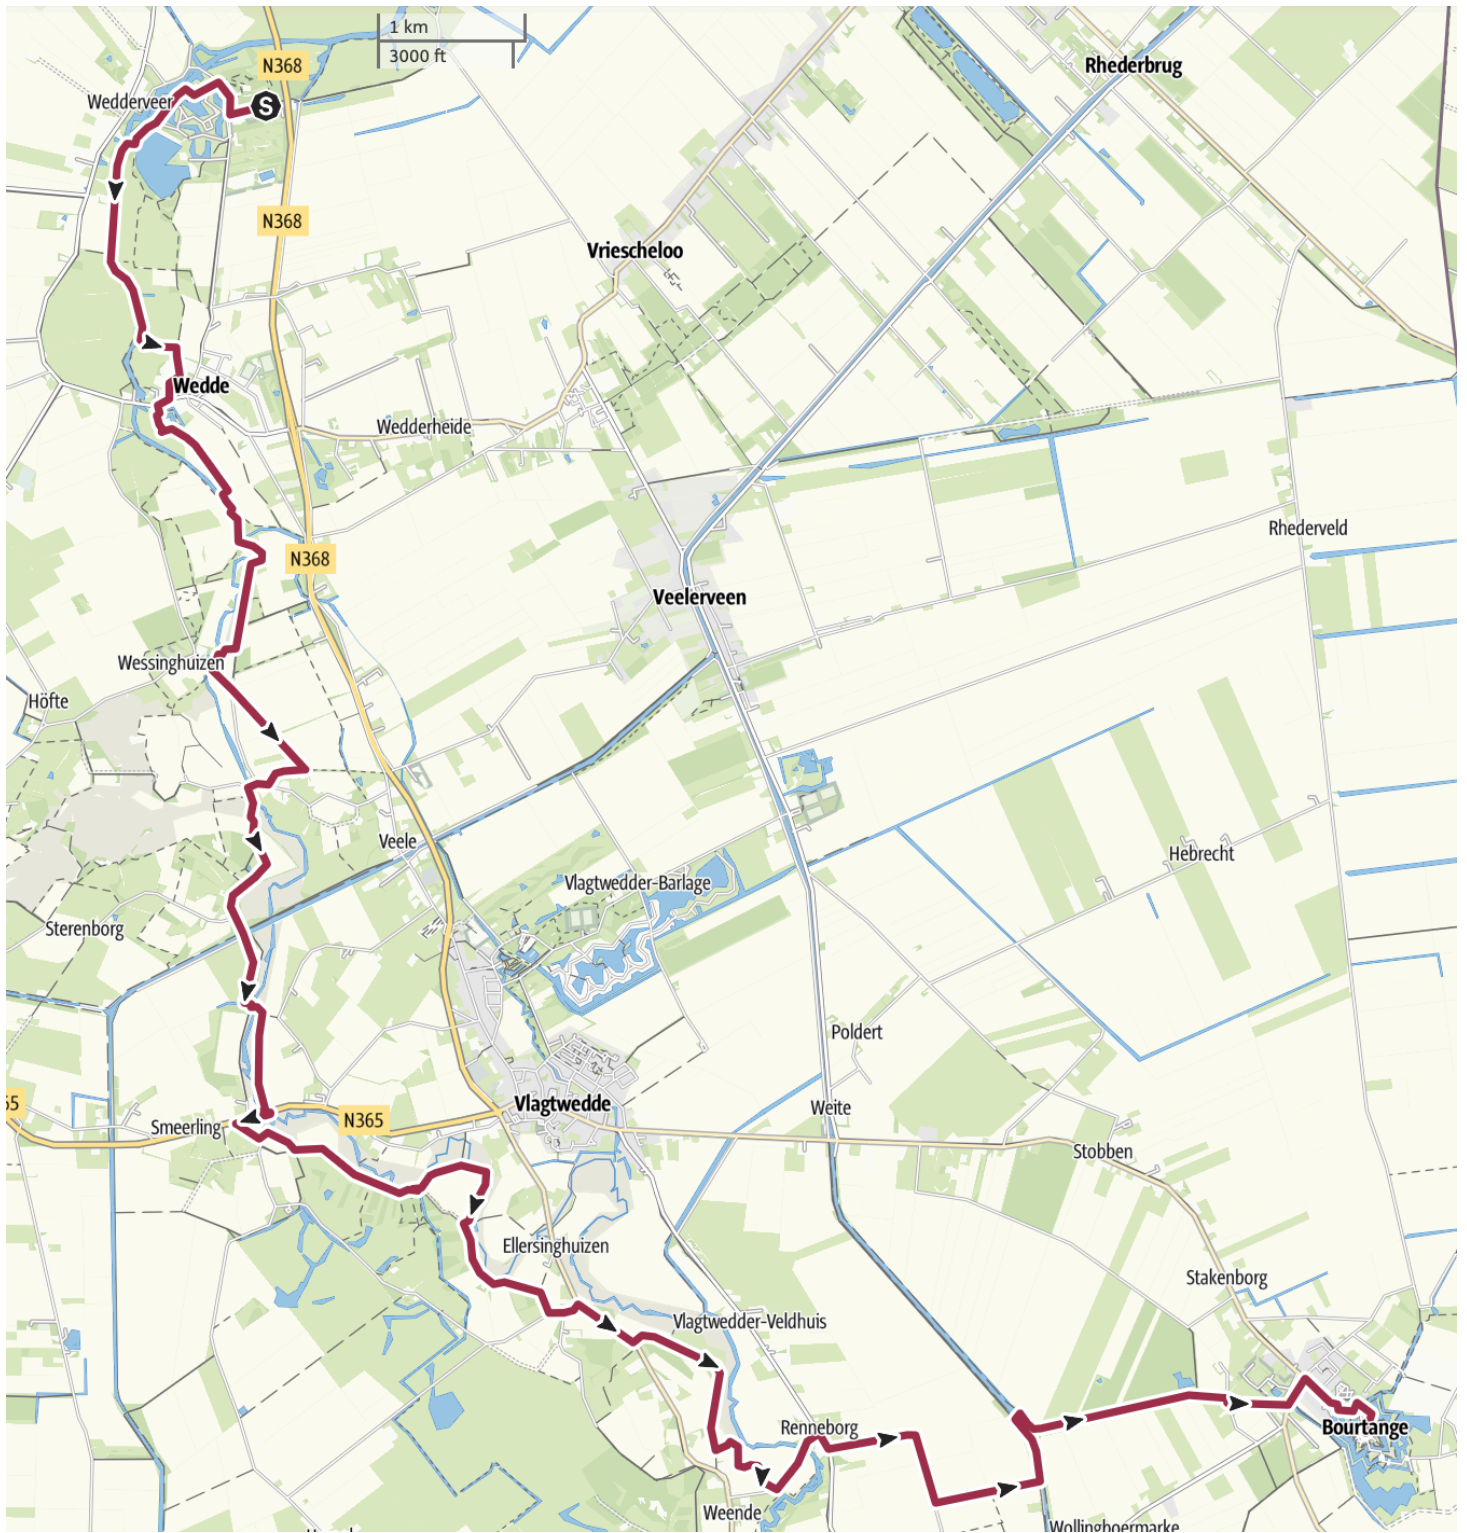 1 km
3000 ft
N368
Rhederbrug
Wedderveer
S
N368
Vriescheloo
Wedde
Wedderheide
Rhederveld
N368
Veelerveen
Wessinghuizen
Höfte
Veele
Hebrecht
Vlagtwedder-Barlage
Sterenborg
Poldert
Vlagtwedde
Weite
N365
Smeerling
Stobben
Ellersinghuizen
Stakenborg
Vlagtwedder-Veldhuis
Renneborg
Bourtange
Weende